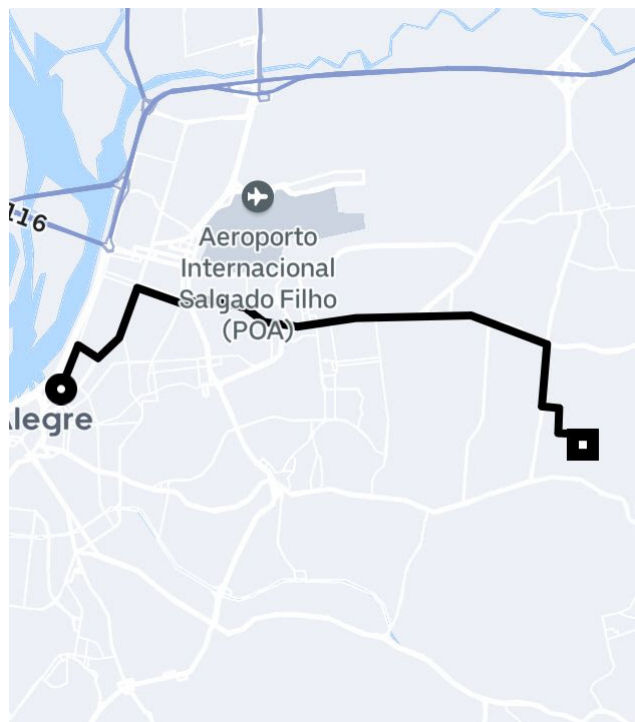 116
Aeroporto
Internacional
Salgado Filho
(POA)
Alegre